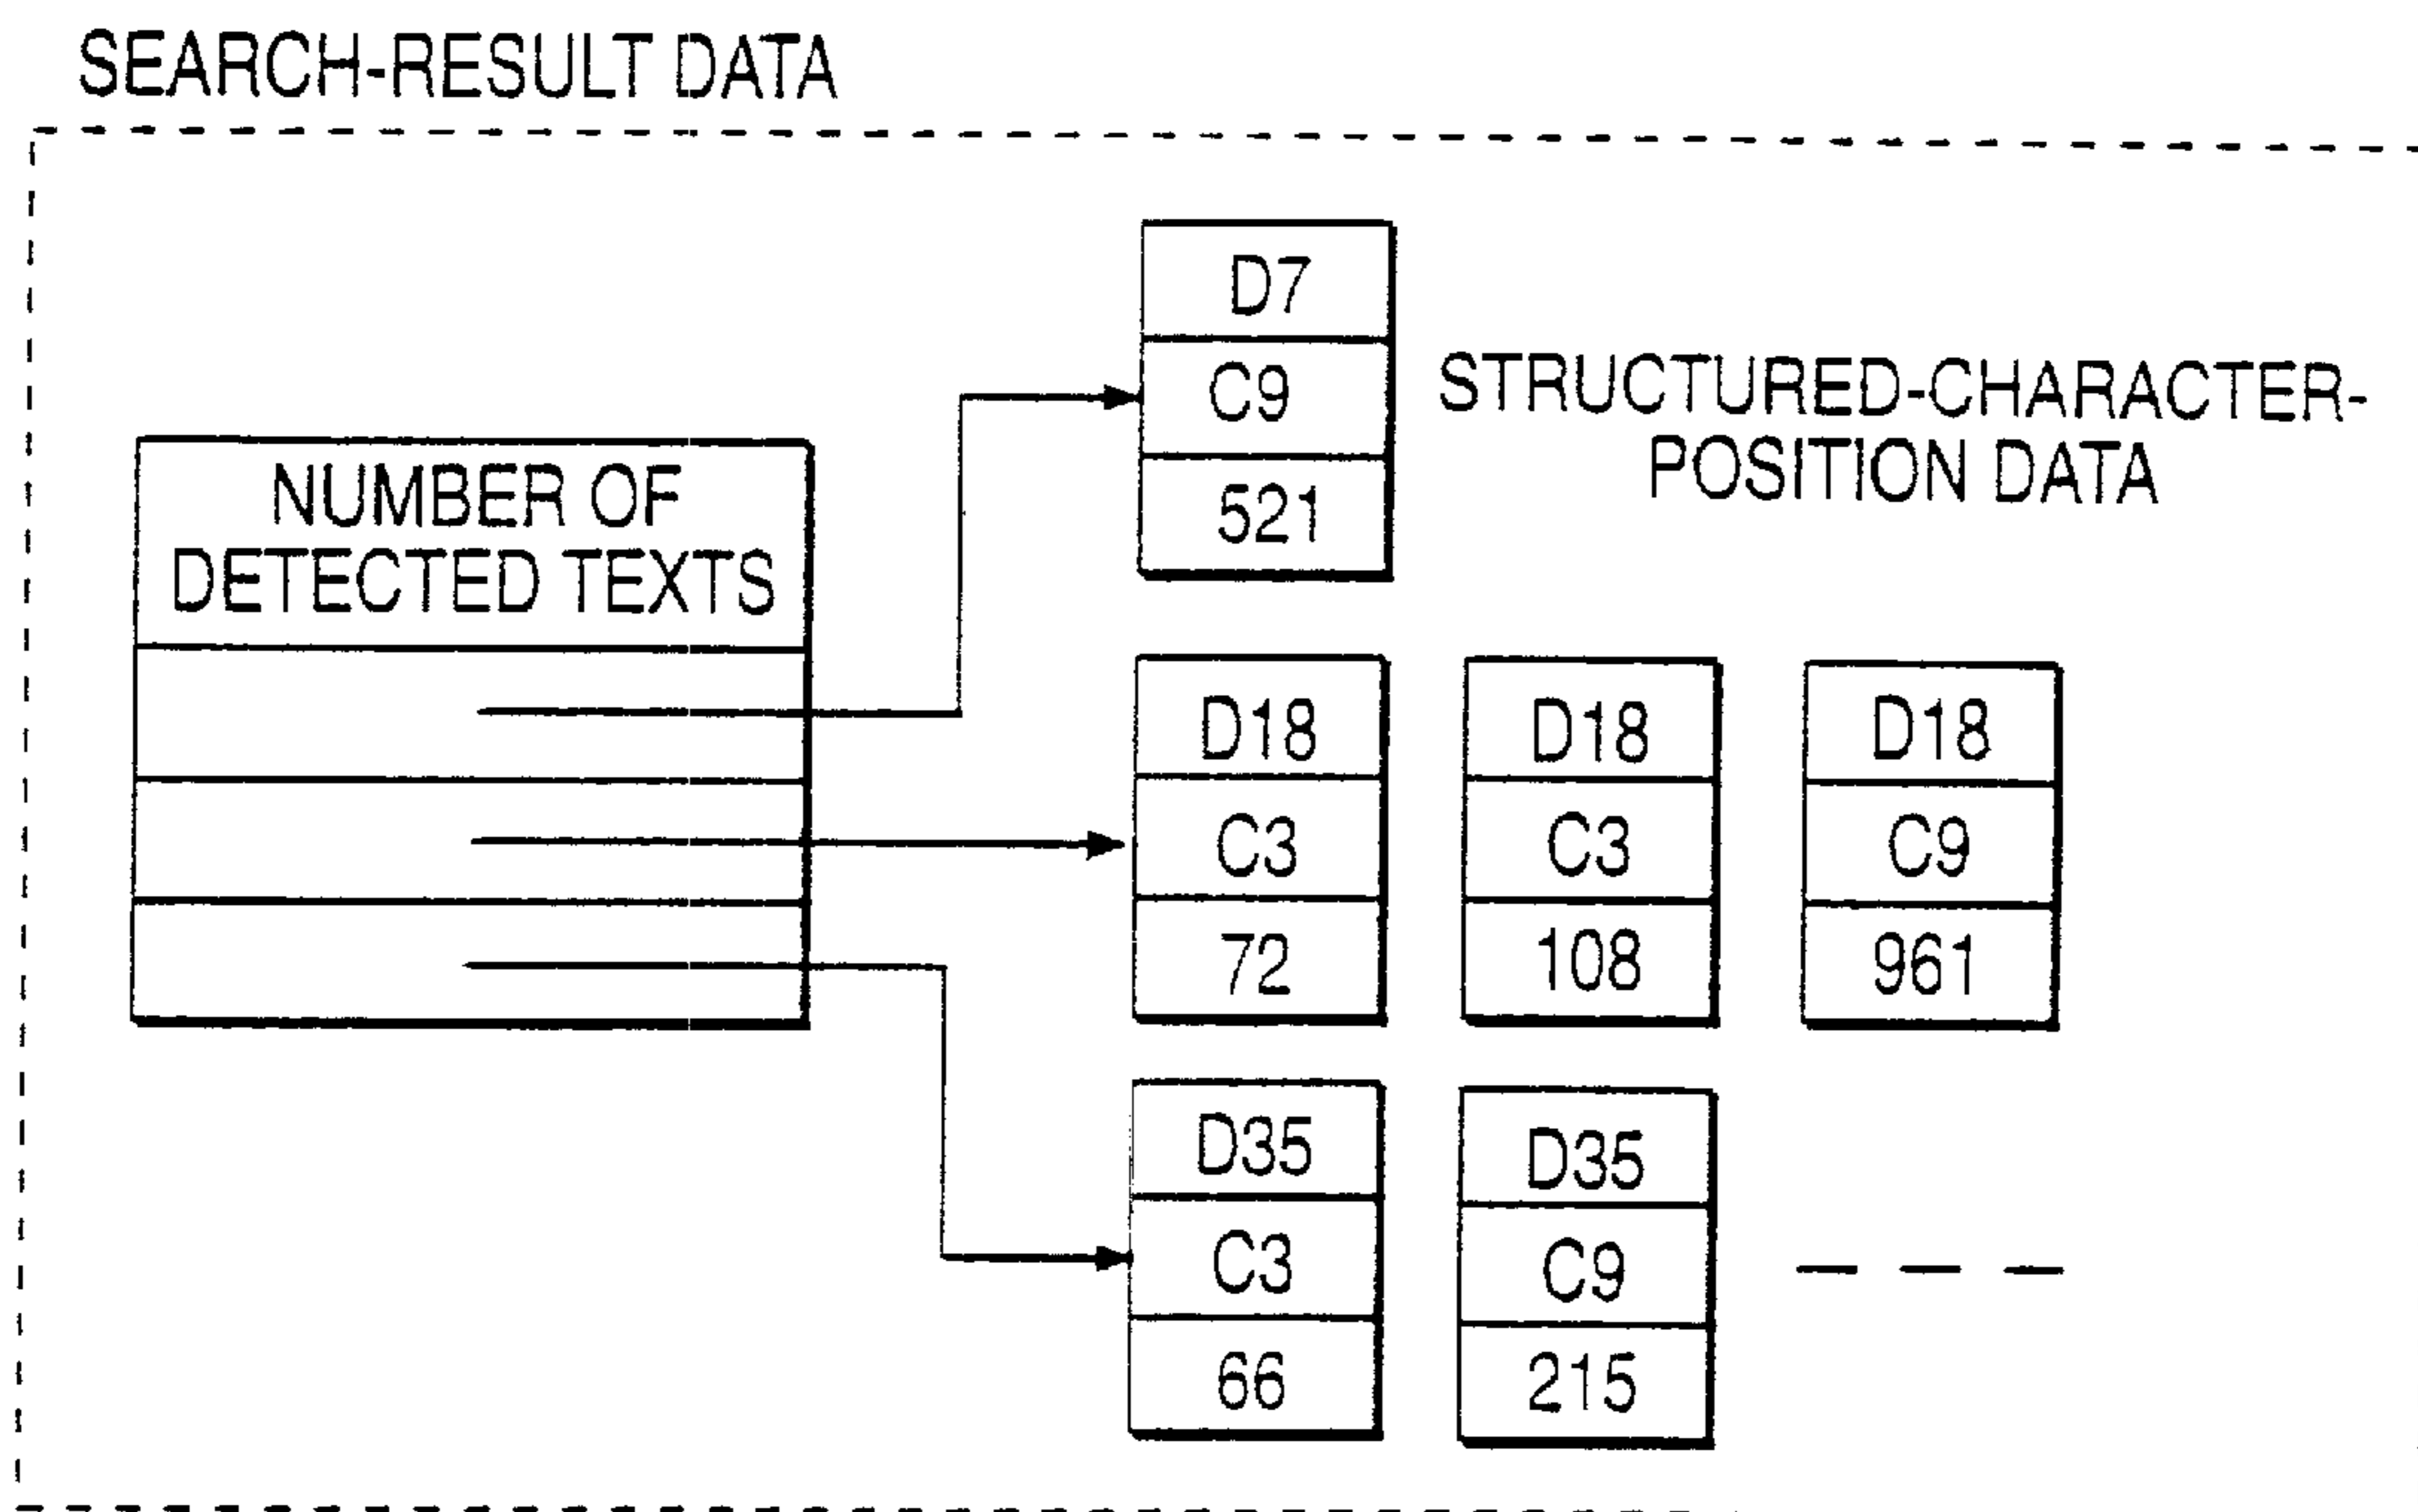 SEARCH-RESULT DATA
D7
C9
521
STRUCTURED-CHARACTER-
POSITION DATA
NUMBER OF
DETECTED TEXTS
D18
C3
72
D18
C3
108
D18
C9
961
D35
C3
66
D35
C9
215